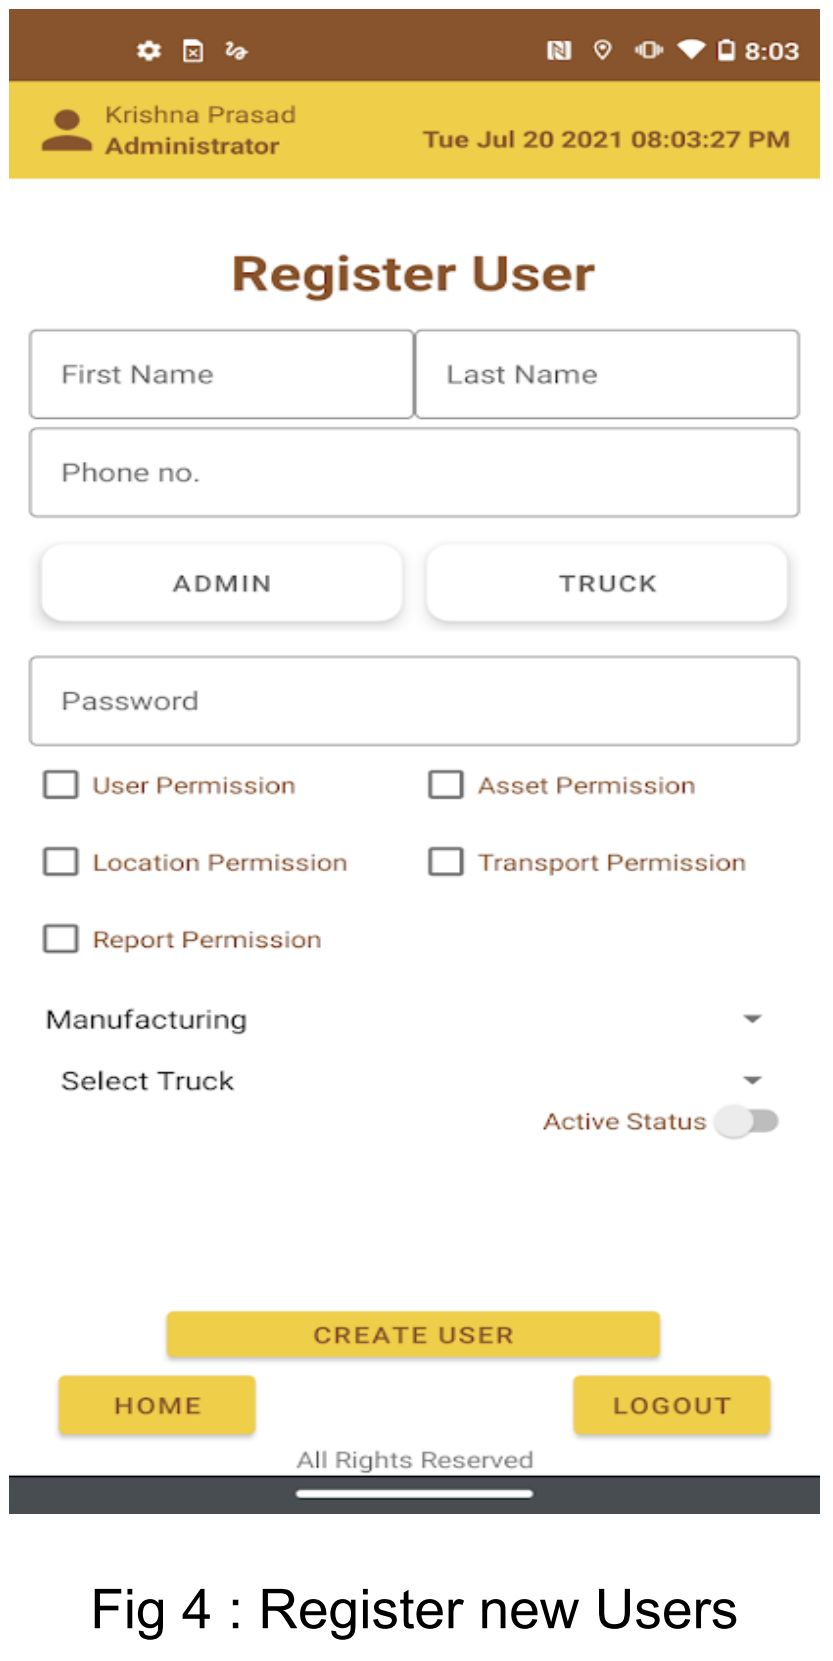 8:03
Krishna Prasad
Administrator
Tue Jul 20 2021 08:03:27 PM
Register User
First Name Last Name
Phone no.
ADMIN TRUCK
Password
User Permission Asset Permission
Location Permission Transport Permission
Report Permission
Manufacturing
Select Truck
Active Status
CREATE USER
HOME LOGOUT
All Rights Reserved
Fig 4 : Register new Users